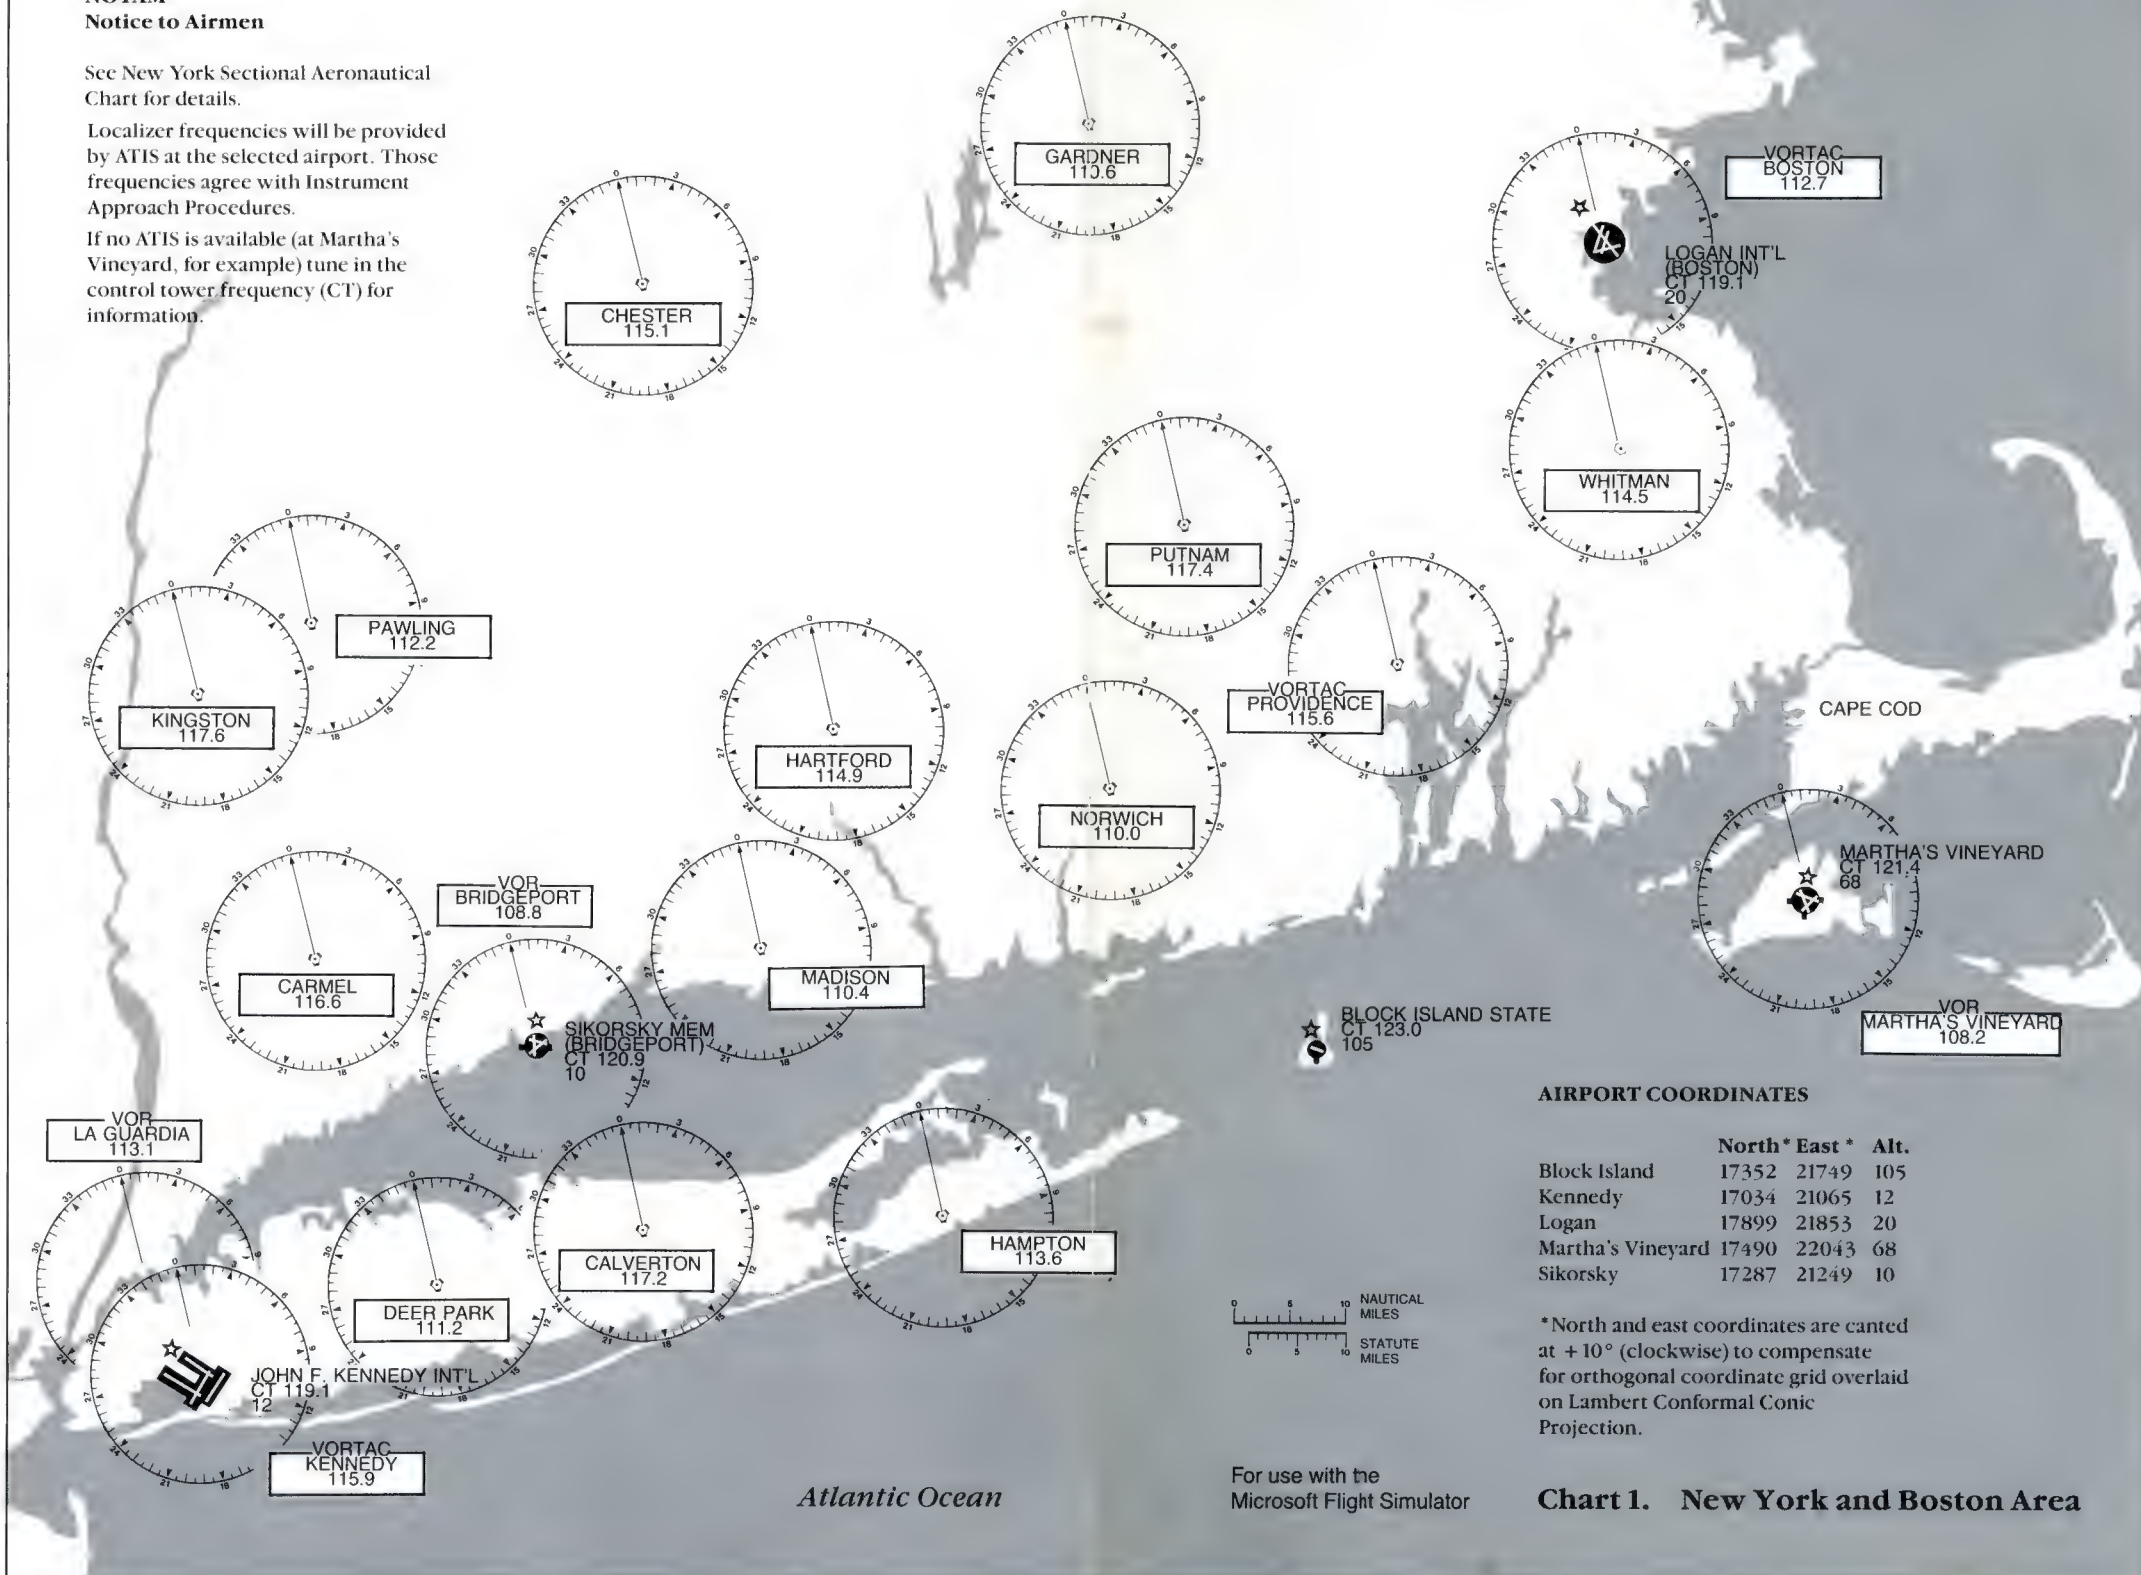 NOTAM
Notice to Airmen
See New York Sectional Aeronautical
Chart for details.
Localizer frequencies will be provided
by ATIS at the selected airport. Those
frequencies agree with Instrument
Approach Procedures.
If no ATIS is available (at Martha's
Vineyard, for example) tune in the
control tower frequency (CT) for
information.
GARDNER
110.6
CHESTER
115.1
VORTAC
BOSTON
112.7
LOGAN INT'L
(BOSTON)
CT 119.1
20
WHITMAN
114.5
PUTNAM
117.4
PAWLING
112.2
KINGSTON
117.6
VORTAC
PROVIDENCE
115.6
HARTFORD
114.9
NORWICH
110.0
CAPE COD
MARTHA'S VINEYARD
CT 121.4
68
VOR
MARTHA'S VINEYARD
108.2
CARMEL
116.6
VOR
BRIDGEPORT
108.8
MADISON
110.4
SIKORSKY MEM
(BRIDGEPORT)
CT 120.9
10
BLOCK ISLAND STATE
CT 123.0
105
VOR
LA GUARDIA
113.1
DEER PARK
111.2
CALVERTON
117.2
HAMPTON
113.6
JOHN F. KENNEDY INT'L
CT 119.1
12
VORTAC
KENNEDY
115.9
0 5 10 NAUTICAL
MILES
0 5 10 STATUTE
MILES
AIRPORT COORDINATES
North* East * Alt.
Block Island 17352 21749 105
Kennedy 17034 21065 12
Logan 17899 21853 20
Martha's Vineyard 17490 22043 68
Sikorsky 17287 21249 10
*North and east coordinates are canted
at +10° (clockwise) to compensate
for orthogonal coordinate grid overlaid
on Lambert Conformal Conic
Projection.
Atlantic Ocean
For use with the
Microsoft Flight Simulator
Chart 1. New York and Boston Area